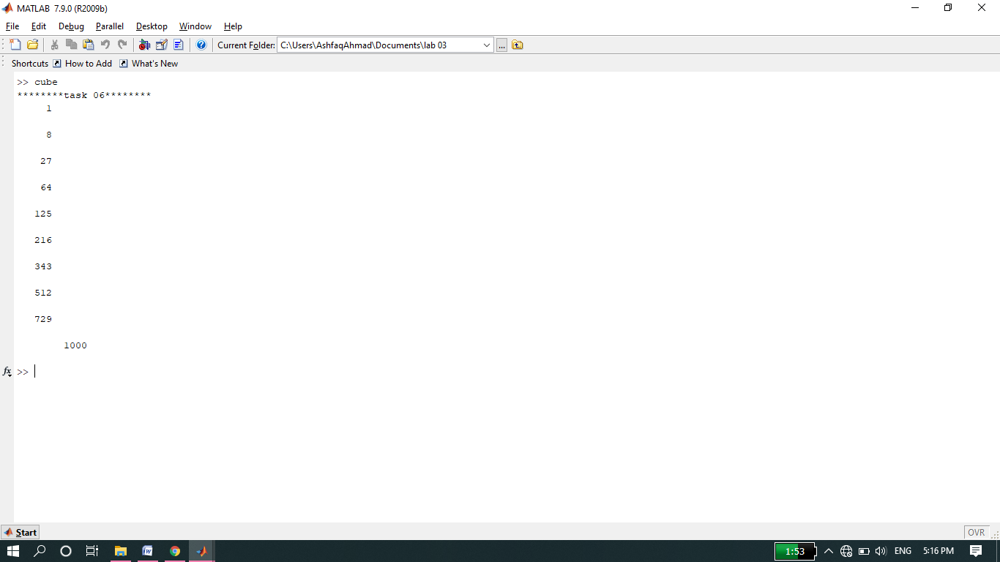 MATLAB 7.9.0 (R2009b)
File Edit Debug Parallel Desktop Window Help
Current Folder: C:\Users\AshfaqAhmad\Documents\lab 03 ...
Shortcuts How to Add What's New
>> cube
********task 06********
1
8
27
64
125
216
343
512
729
1000
fx >>
Start OVR
1:53 ENG 5:16 PM